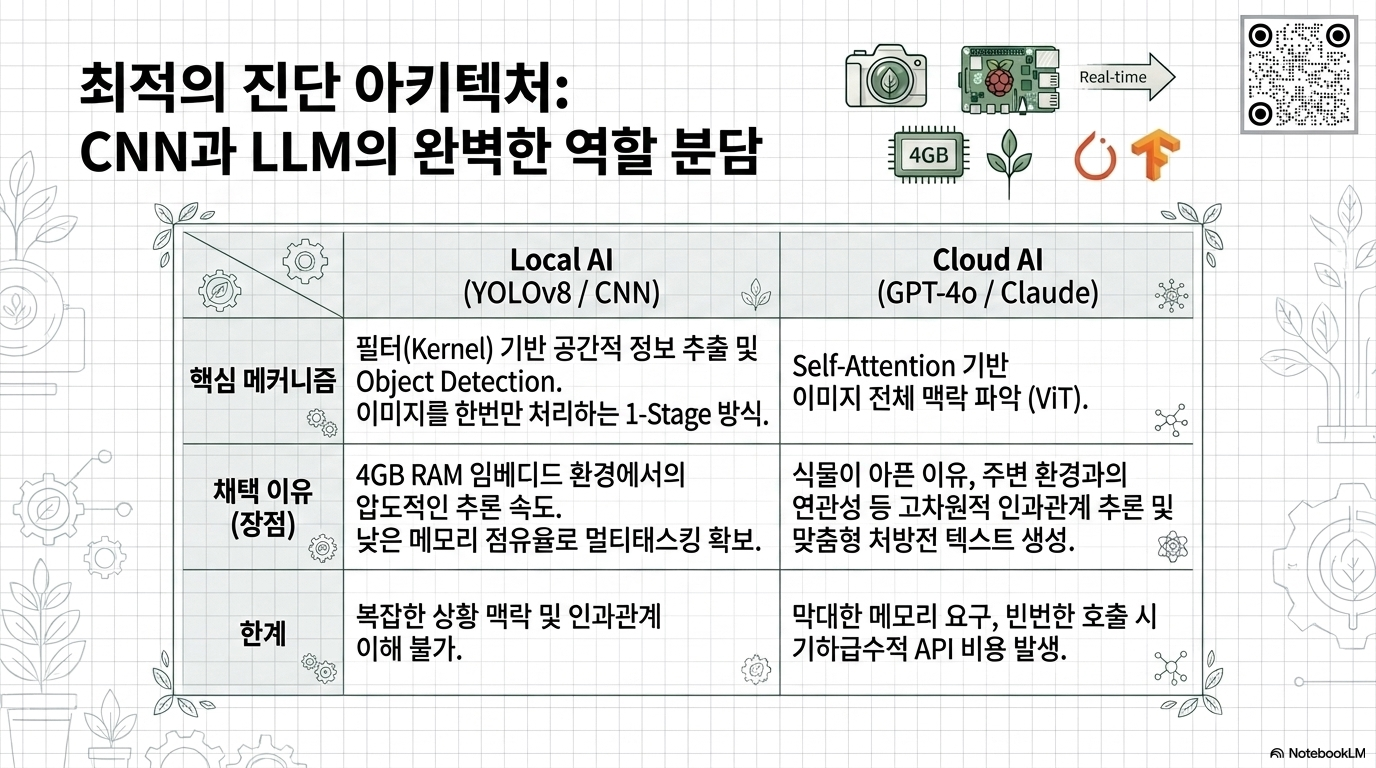 최적의 진단 아키텍처:
CNN과 LLM의 완벽한 역할 분담
Real-time
4GB
Local AI
(YOLOv8 / CNN)
Cloud AI
(GPT-4o / Claude)
핵심 메커니즘
필터(Kernel) 기반 공간적 정보 추출 및
Object Detection.
이미지를 한번만 처리하는 1-Stage 방식.
Self-Attention 기반
이미지 전체 맥락 파악 (ViT).
채택 이유
(장점)
4GB RAM 임베디드 환경에서의
압도적인 추론 속도.
낮은 메모리 점유율로 멀티태스킹 확보.
식물이 아픈 이유, 주변 환경과의
연관성 등 고차원적 인과관계 추론 및
맞춤형 처방전 텍스트 생성.
한계
복잡한 상황 맥락 및 인과관계
이해 불가.
막대한 메모리 요구, 빈번한 호출 시
기하급수적 API 비용 발생.
NotebookLM